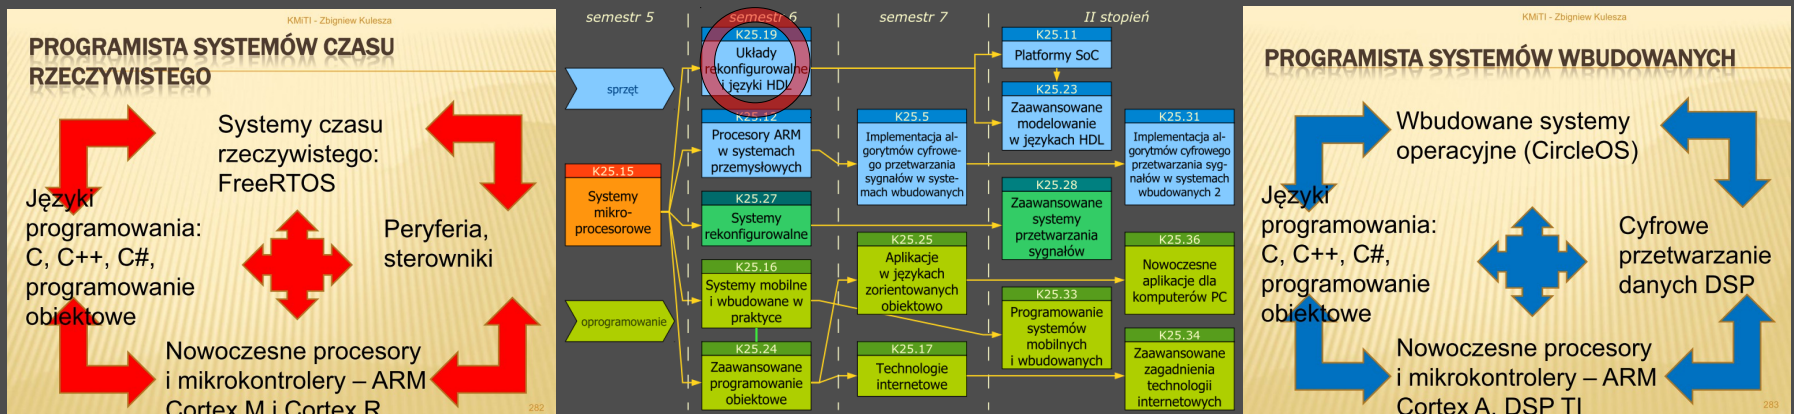 KMiTI - Zbigniew Kulesza
PROGRAMISTA SYSTEMÓW CZASU
RZECZYWISTEGO
Systemy czasu
rzeczywistego:
FreeRTOS
Języki
programowania:
C, C++, C#,
programowanie
obiektowe
Peryferia,
sterowniki
Nowoczesne procesory
i mikrokontrolery – ARM
Cortex M i Cortex R
282
semestr 5
semestr 6
semestr 7
II stopień
sprzęt
oprogramowanie
K25.15
Systemy
mikro-
procesorowe
K25.19
Układy
rekonfigurowalne
i języki HDL
K25.12
Procesory ARM
w systemach
przemysłowych
K25.27
Systemy
rekonfigurowalne
K25.16
Systemy mobilne
i wbudowane w
praktyce
K25.24
Zaawansowane
programowanie
obiektowe
K25.5
Implementacja al-
gorytmów cyfrowe-
go przetwarzania
sygnałów w syste-
mach wbudowanych
K25.25
Aplikacje
w językach
zorientowanych
obiektowo
K25.17
Technologie
internetowe
K25.11
Platformy SoC
K25.23
Zaawansowane
modelowanie
w językach HDL
K25.28
Zaawansowane
systemy
przetwarzania
sygnałów
K25.33
Programowanie
systemów
mobilnych
i wbudowanych
K25.31
Implementacja al-
gorytmów cyfrowego
przetwarzania syg-
nałów w systemach
wbudowanych 2
K25.36
Nowoczesne
aplikacje dla
komputerów PC
K25.34
Zaawansowane
zagadnienia
technologii
internetowych
KMiTI - Zbigniew Kulesza
PROGRAMISTA SYSTEMÓW WBUDOWANYCH
Wbudowane systemy
operacyjne (CircleOS)
Języki
programowania:
C, C++, C#,
programowanie
obiektowe
Cyfrowe
przetwarzanie
danych DSP
Nowoczesne procesory
i mikrokontrolery – ARM
Cortex A, DSP TI
283